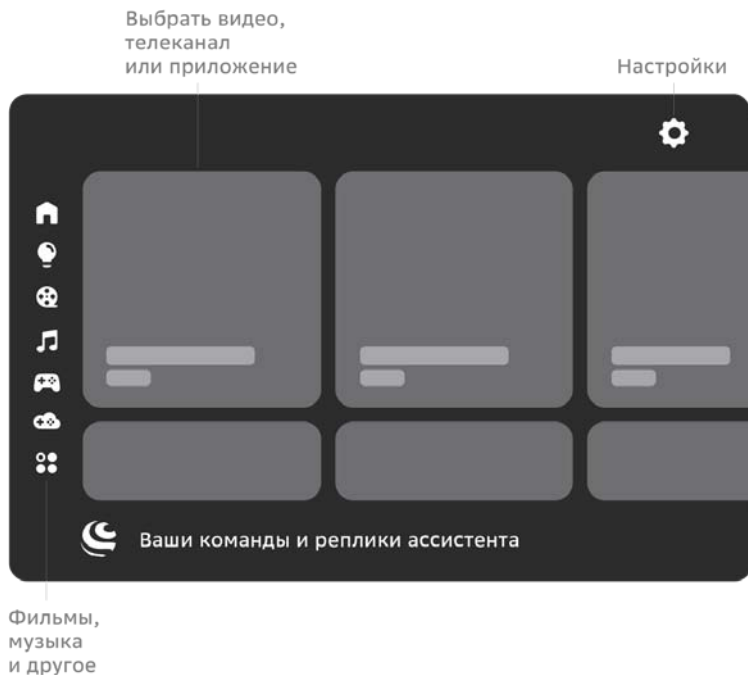 Выбрать видео,
телеканал
или приложение
Настройки
Ваши команды и реплики ассистента
Фильмы,
музыка
и другое